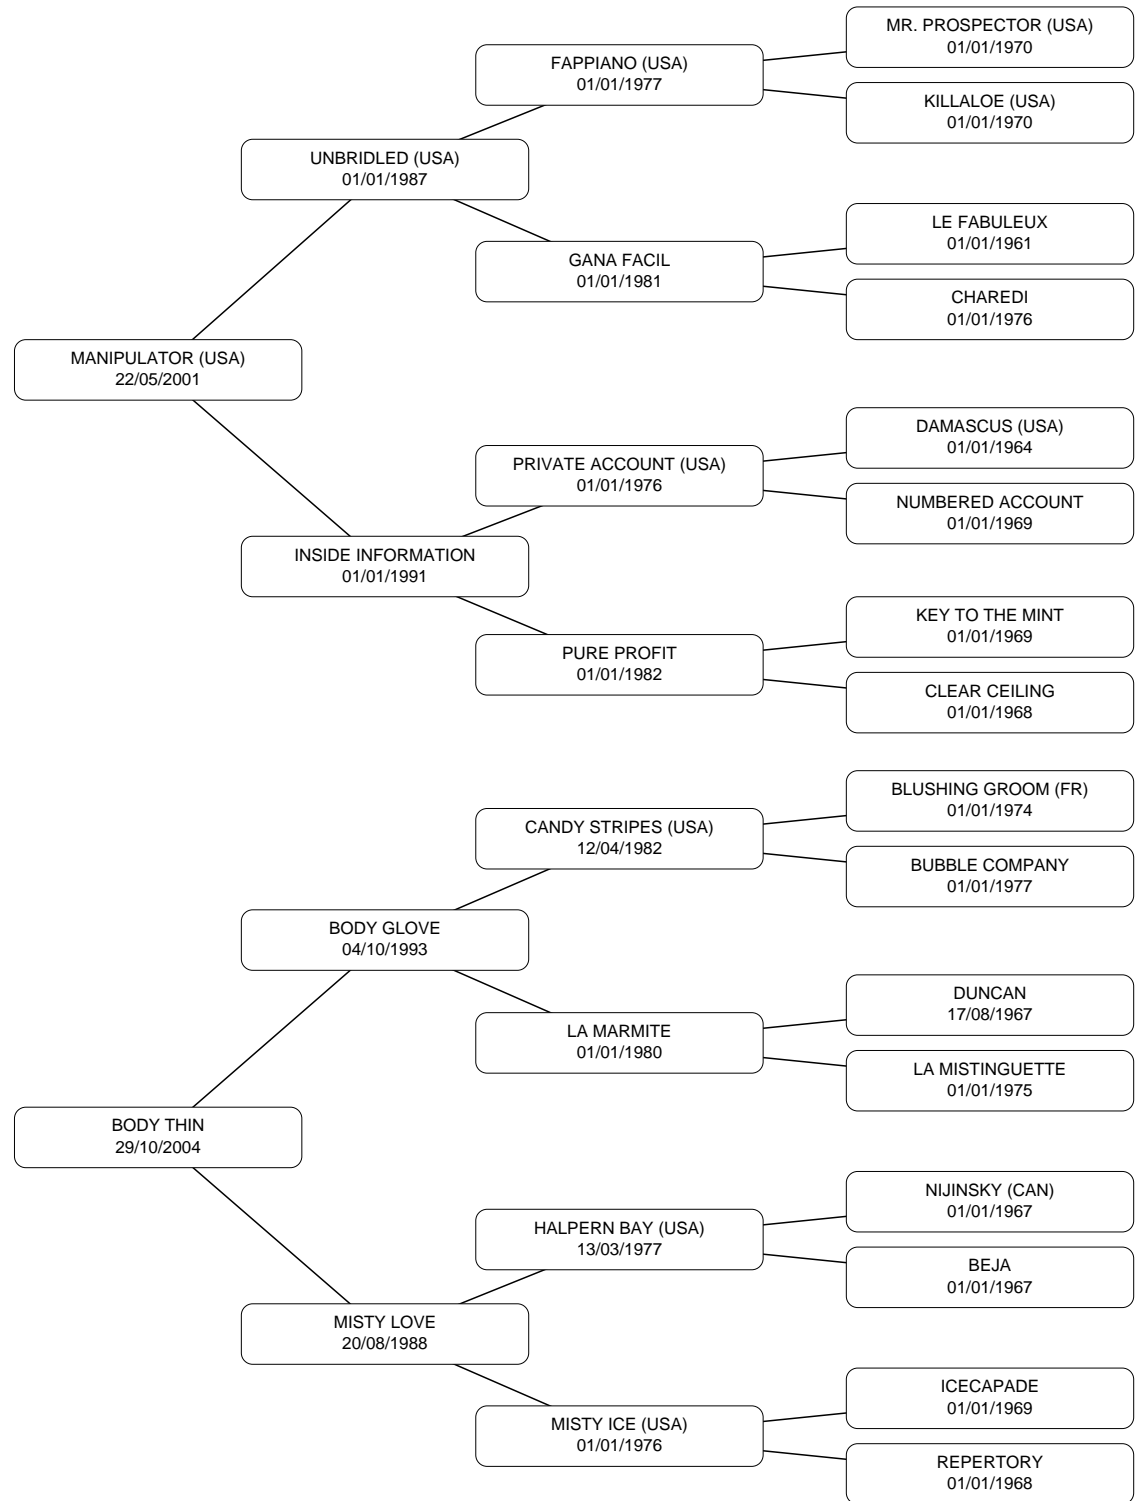 MR. PROSPECTOR (USA)
01/01/1970
FAPPIANO (USA)
01/01/1977
KILLALOE (USA)
01/01/1970
UNBRIDLED (USA)
01/01/1987
LE FABULEUX
01/01/1961
GANA FACIL
01/01/1981
CHAREDI
01/01/1976
MANIPULATOR (USA)
22/05/2001
DAMASCUS (USA)
01/01/1964
PRIVATE ACCOUNT (USA)
01/01/1976
NUMBERED ACCOUNT
01/01/1969
INSIDE INFORMATION
01/01/1991
KEY TO THE MINT
01/01/1969
PURE PROFIT
01/01/1982
CLEAR CEILING
01/01/1968
BLUSHING GROOM (FR)
01/01/1974
CANDY STRIPES (USA)
12/04/1982
BUBBLE COMPANY
01/01/1977
BODY GLOVE
04/10/1993
DUNCAN
17/08/1967
LA MARMITE
01/01/1980
LA MISTINGUETTE
01/01/1975
BODY THIN
29/10/2004
NIJINSKY (CAN)
01/01/1967
HALPERN BAY (USA)
13/03/1977
BEJA
01/01/1967
MISTY LOVE
20/08/1988
ICECAPADE
01/01/1969
MISTY ICE (USA)
01/01/1976
REPERTORY
01/01/1968